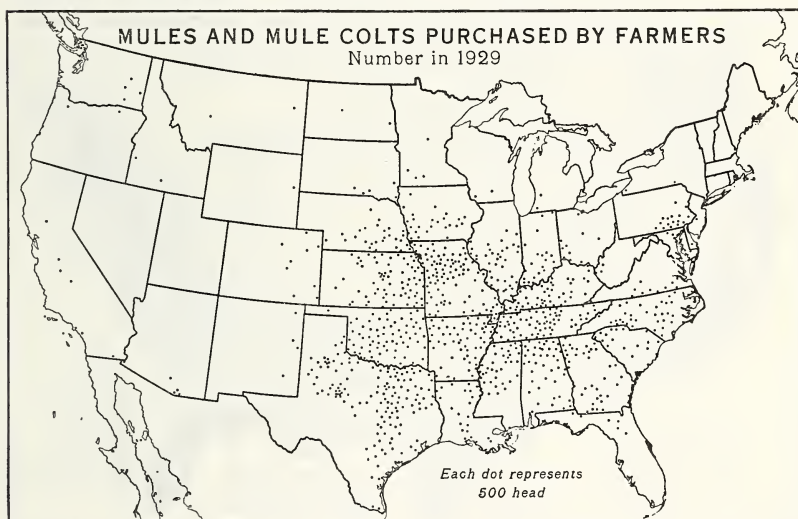 MULES AND MULE COLTS PURCHASED BY FARMERS
Number in 1929
Each dot represents
500 head